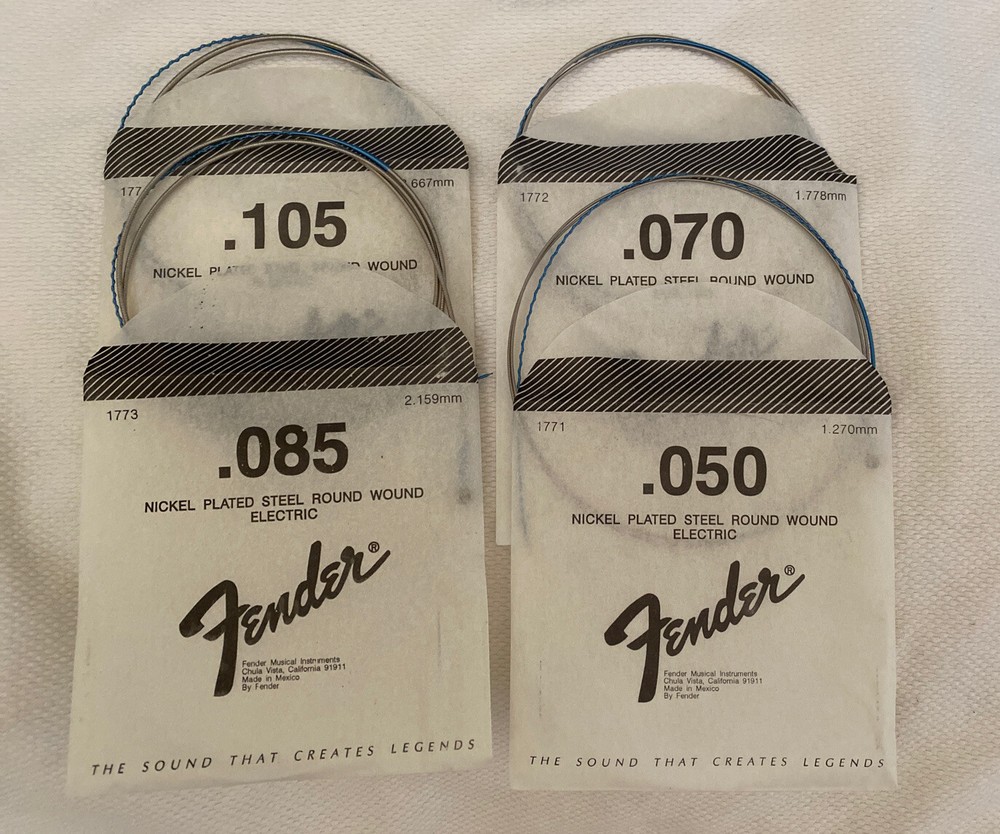 177
667mm
.105
NICKEL WOUND
1772
1.778mm
.070
NICKEL PLATED STEEL ROUND WOUND
1773
2.159mm
.085
NICKEL PLATED STEEL ROUND WOUND
ELECTRIC
Fender®
Fender Musical Instruments
Chula Vista, California 91911
Made in Mexico
By Fender
THE SOUND THAT CREATES LEGENDS
1771
1.270mm
.050
NICKEL PLATED STEEL ROUND WOUND
ELECTRIC
Fender®
Fender Musical Instruments
Chula Vista, California 91911
Made in Mexico
By Fender
THE SOUND THAT CREATES LEGENDS